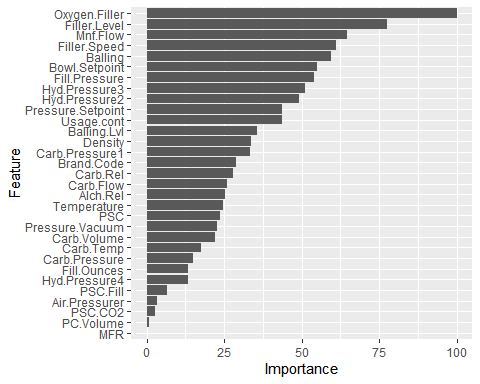 Oxygen.Filler
Filler.Level
Mnf.Flow
Filler.Speed
Balling
Bowl.Setpoint
Fill.Pressure
Hyd.Pressure3
Hyd.Pressure2
Pressure.Setpoint
Usage.cont
Balling.Lvl
Density
Carb.Pressure1
Brand.Code
Carb.Rel
Carb.Flow
Alch.Rel
Temperature
PSC
Pressure.Vacuum
Carb.Volume
Carb.Temp
Carb.Pressure
Fill.Ounces
Hyd.Pressure4
PSC.Fill
Air.Pressurer
PSC.CO2
PC.Volume
MFR
Feature
0 25 50 75 100
Importance